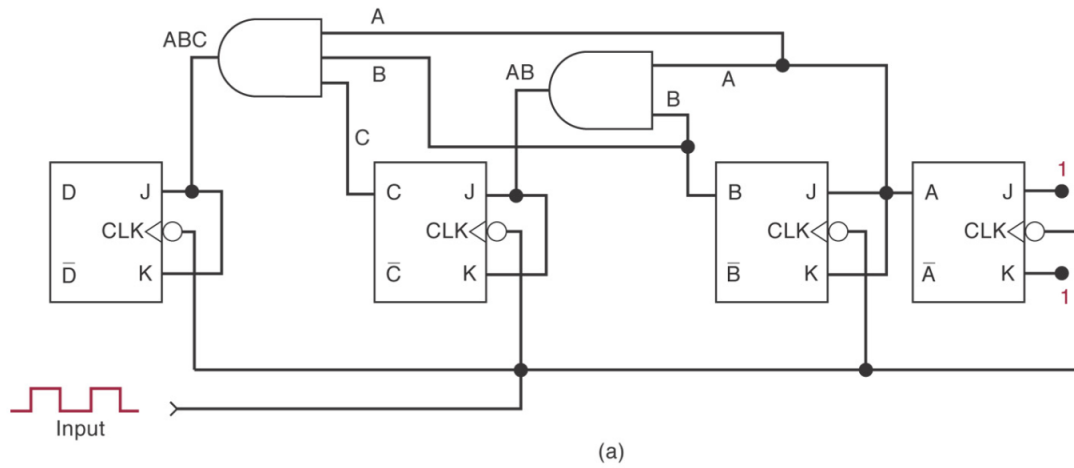 A
ABC
B
AB
A
B
C
D J
CLK
D̅ K
C J
CLK
C̅ K
B J
CLK
B̅ K
A J
CLK
A̅ K
1
1
Input
(a)